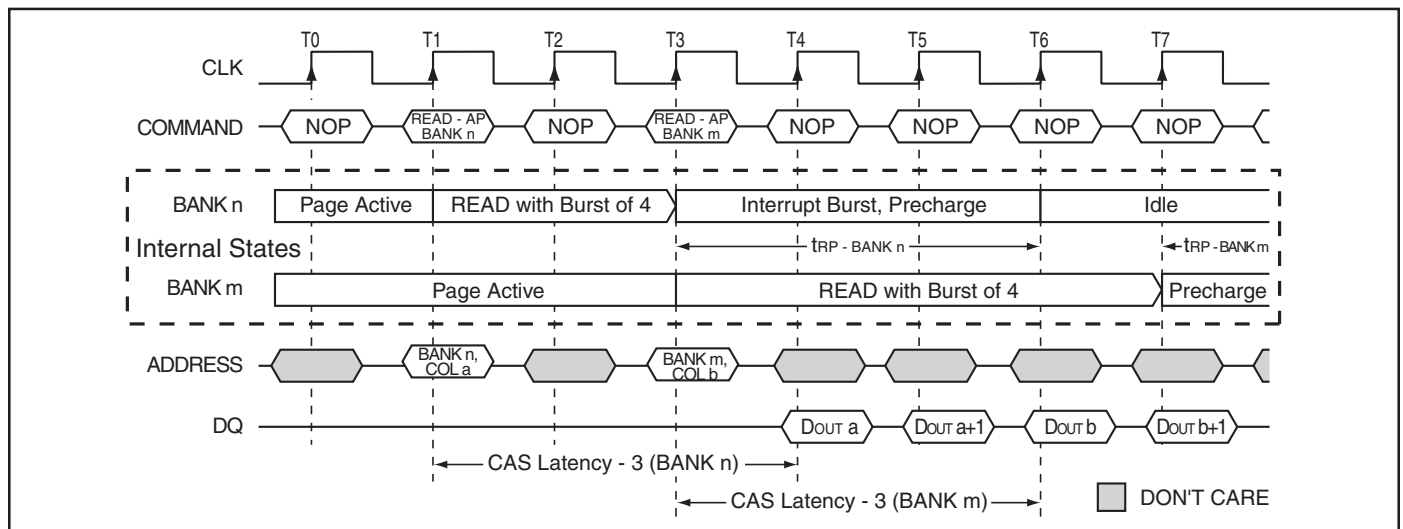 T0 T1 T2 T3 T4 T5 T6 T7
CLK
COMMAND NOP READ - AP BANK n NOP READ - AP BANK m NOP NOP NOP NOP
BANK n Page Active READ with Burst of 4 Interrupt Burst, Precharge Idle
Internal States tRP - BANK n tRP - BANK m
BANK m Page Active READ with Burst of 4 Precharge
ADDRESS BANK n, COL a BANK m, COL b
DQ DOUT a DOUT a+1 DOUT b DOUT b+1
CAS Latency - 3 (BANK n)
CAS Latency - 3 (BANK m) DON'T CARE